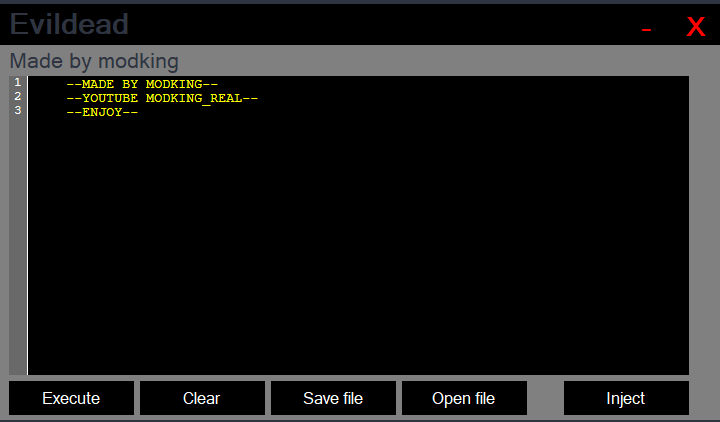 Evildead
- X
Made by modking
1 --MADE BY MODKING--
2 --YOUTUBE MODKING_REAL--
3 --ENJOY--
Execute Clear Save file Open file Inject